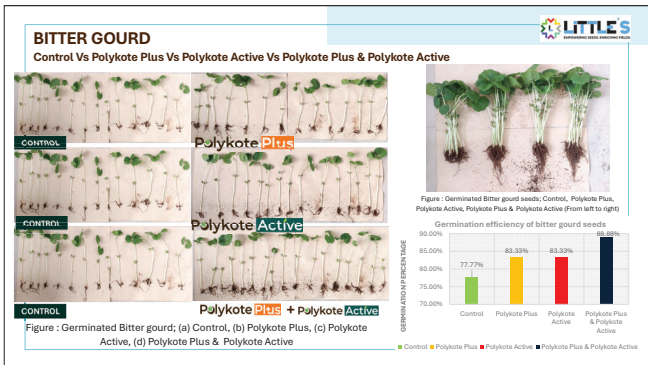 BITTER GOURD
Control Vs Polykote Plus Vs Polykote Active Vs Polykote Plus & Polykote Active
LiTTLE'S
EMPOWERING SEEDS, ENRICHING FIELDS.
CONTROL
Polykote Plus
CONTROL
Polykote Active
CONTROL
Polykote Plus + Polykote Active
Figure : Germinated Bitter gourd; (a) Control, (b) Polykote Plus, (c) Polykote
Active, (d) Polykote Plus & Polykote Active
Figure : Germinated Bitter gourd seeds; Control, Polykote Plus,
Polykote Active, Polykote Plus & Polykote Active (From left to right)
Germination efficiency of bitter gourd seeds
GERMINATION PERCENTAGE
90.00%
85.00%
80.00%
75.00%
70.00%
77.77%
83.33%
83.33%
88.88%
Control
Polykote Plus
Polykote
Active
Polykote Plus
& Polykote
Active
Control Polykote Plus Polykote Active Polykote Plus & Polykote Active